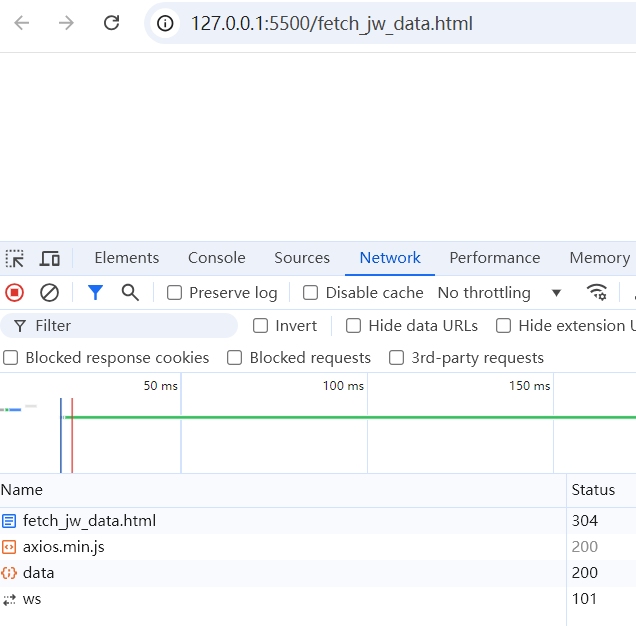 127.0.0.1:5500/fetch_jw_data.html
Elements Console Sources Network Performance Memory
Preserve log Disable cache No throttling
Filter Invert Hide data URLs Hide extension U
Blocked response cookies Blocked requests 3rd-party requests
50 ms 100 ms 150 ms
Name Status
fetch_jw_data.html 304
axios.min.js 200
data 200
ws 101